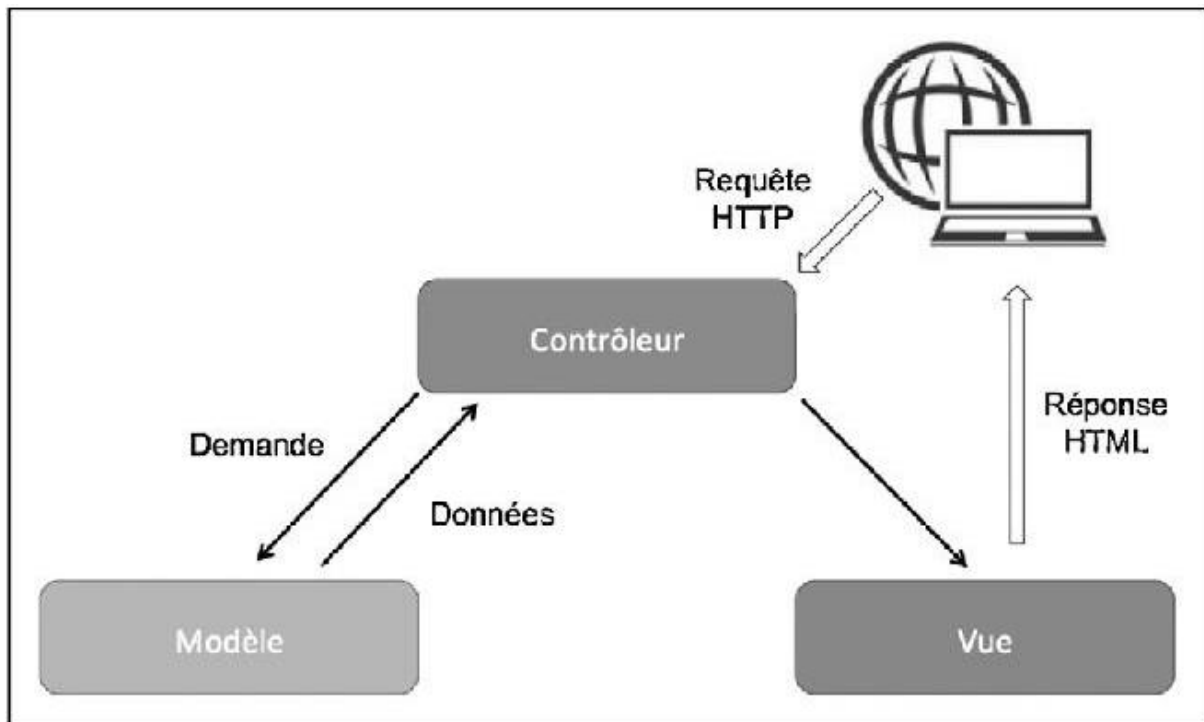 Requête
HTTP
Contrôleur
Réponse
HTML
Demande
Données
Modèle
Vue